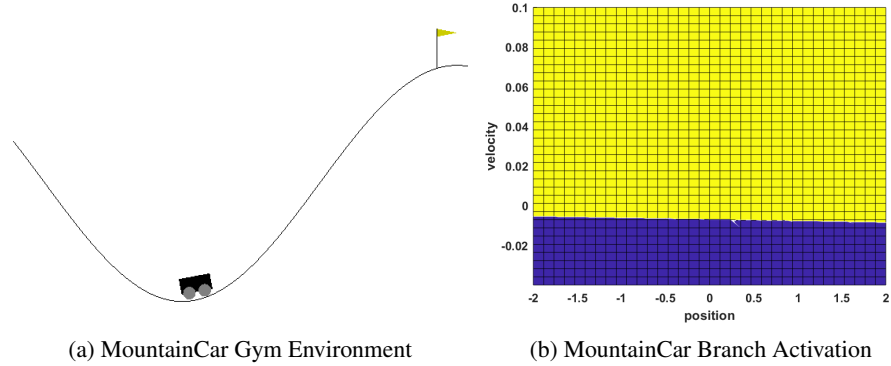 0.1
0.08
0.06
0.04
0.02
0
-0.02
velocity
-2 -1.5 -1 -0.5 0 0.5 1 1.5 2
position
(a) MountainCar Gym Environment
(b) MountainCar Branch Activation